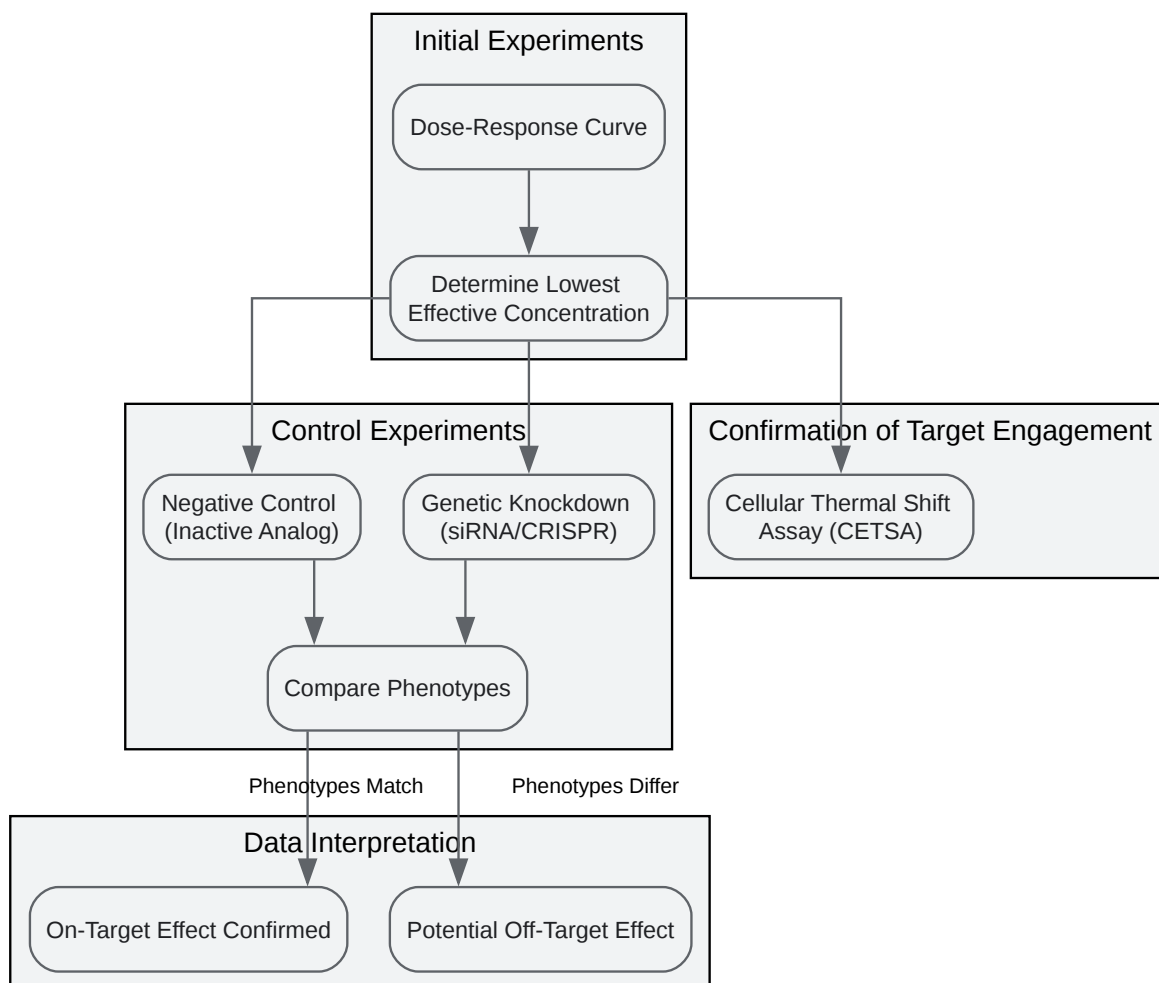 Initial Experiments
Dose-Response Curve
Determine Lowest
Effective Concentration
Control Experiments
Confirmation of Target Engagement
Negative Control
(Inactive Analog)
Genetic Knockdown
(siRNA/CRISPR)
Cellular Thermal Shift
Assay (CETSA)
Compare Phenotypes
Phenotypes Match
Phenotypes Differ
Data Interpretation
On-Target Effect Confirmed
Potential Off-Target Effect